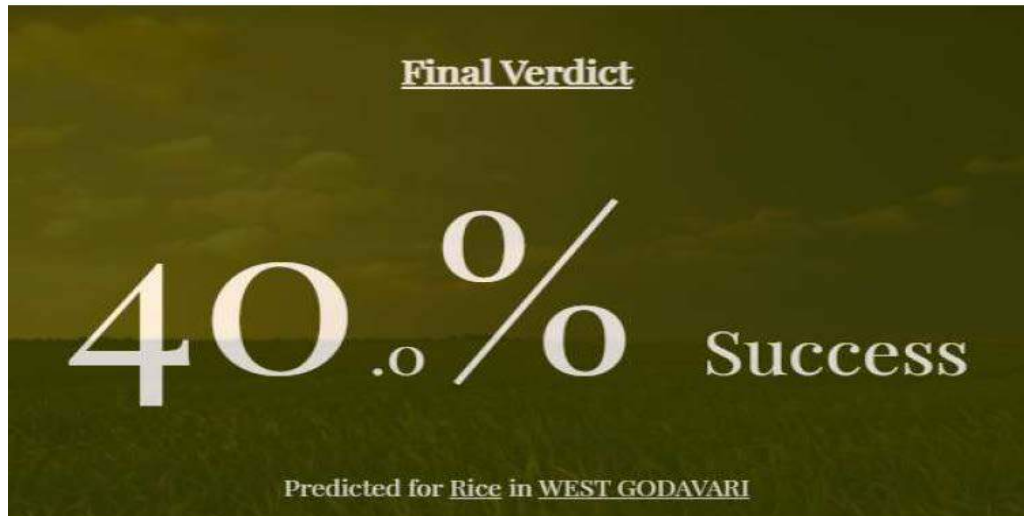 Final Verdict
40.0% Success
Predicted for Rice in WEST GODAVARI